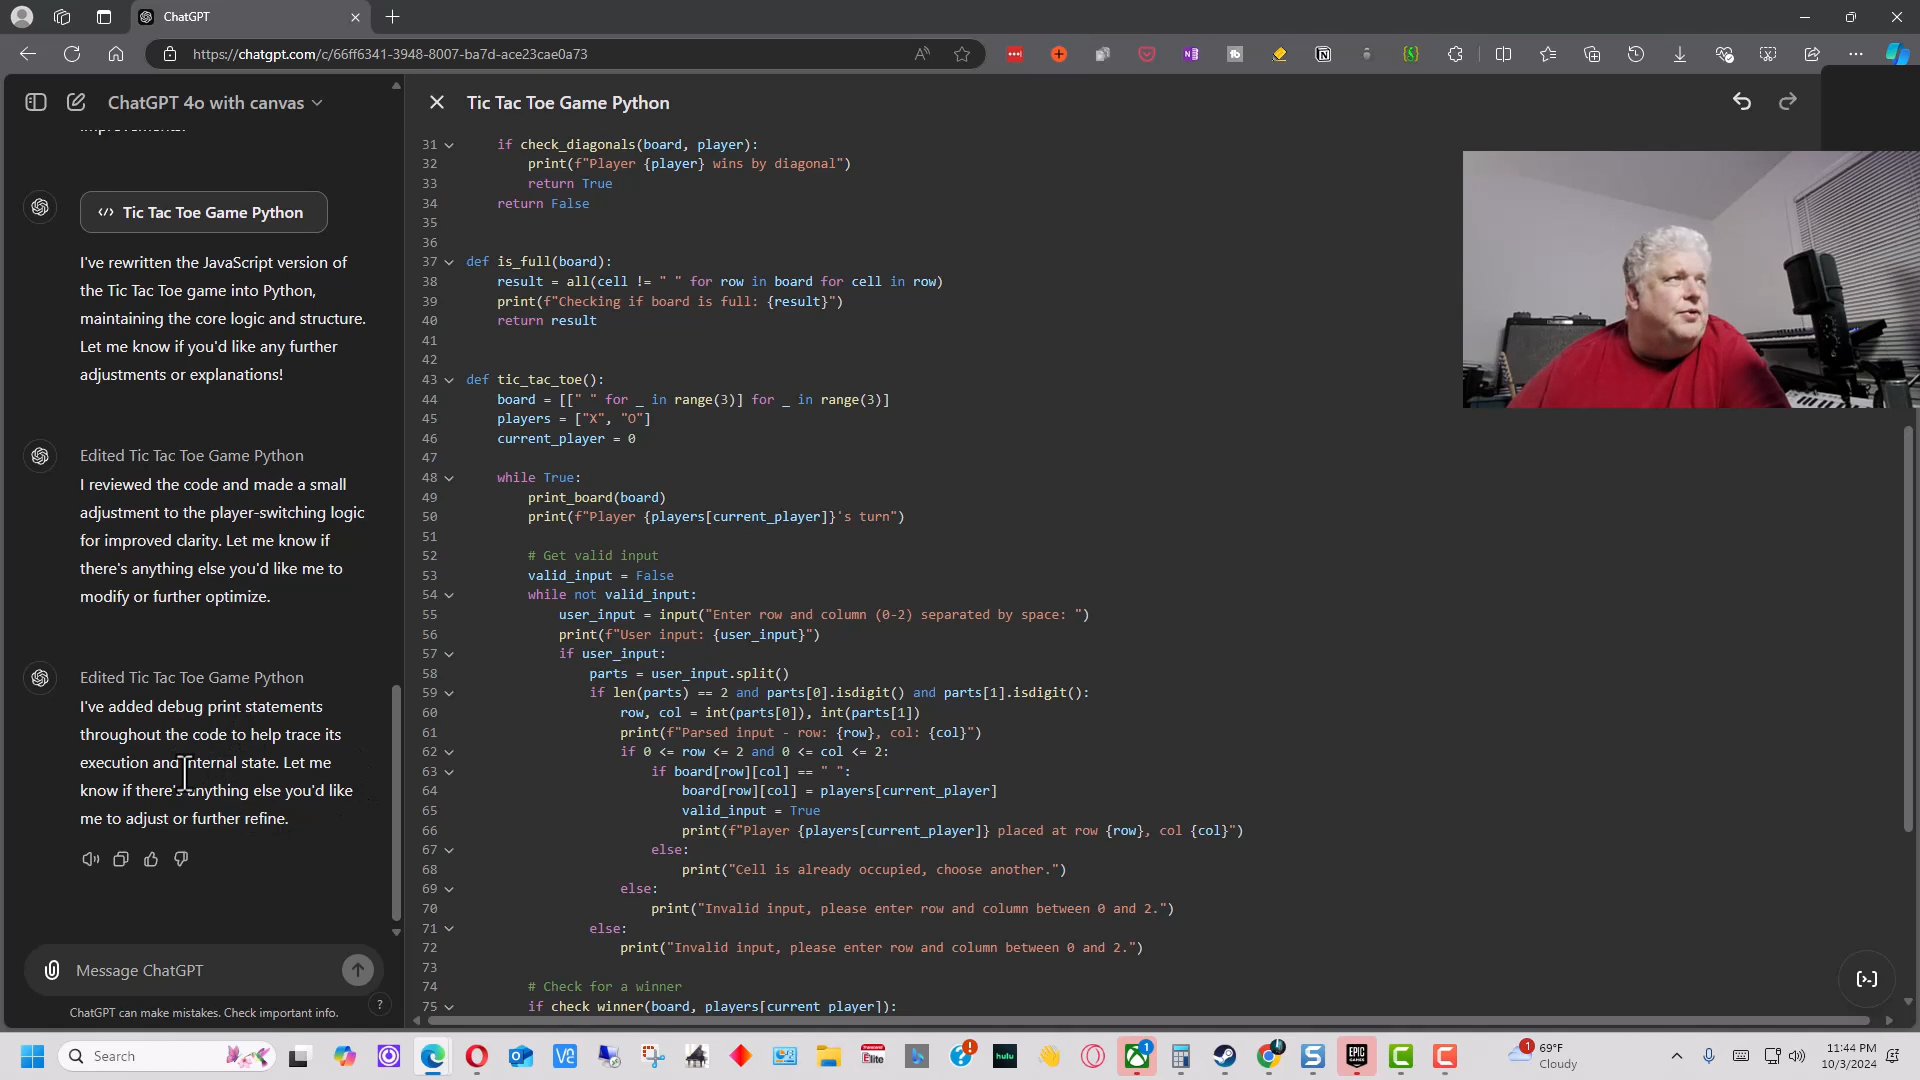 ChatGPT
https://chatgpt.com/c/66ff6341-3948-8007-ba7d-ace23cae0a73
ChatGPT 4o with canvas
improvements.
Tic Tac Toe Game Python
I've rewritten the JavaScript version of
the Tic Tac Toe game into Python,
maintaining the core logic and structure.
Let me know if you'd like any further
adjustments or explanations!
Edited Tic Tac Toe Game Python
I reviewed the code and made a small
adjustment to the player-switching logic
for improved clarity. Let me know if
there's anything else you'd like me to
modify or further optimize.
Edited Tic Tac Toe Game Python
I've added debug print statements
throughout the code to help trace its
execution and internal state. Let me
know if there's anything else you'd like
me to adjust or further refine.
Message ChatGPT
ChatGPT can make mistakes. Check important info.
?
Tic Tac Toe Game Python
31 if check_diagonals(board, player):
32 print(f"Player {player} wins by diagonal")
33 return True
34 return False
35
36
37 def is_full(board):
38 result = all(cell != " " for row in board for cell in row)
39 print(f"Checking if board is full: {result}")
40 return result
41
42
43 def tic_tac_toe():
44 board = [[" " for _ in range(3)] for _ in range(3)]
45 players = ["X", "O"]
46 current_player = 0
47
48 while True:
49 print_board(board)
50 print(f"Player {players[current_player]}'s turn")
51
52 # Get valid input
53 valid_input = False
54 while not valid_input:
55 user_input = input("Enter row and column (0-2) separated by space: ")
56 print(f"User input: {user_input}")
57 if user_input:
58 parts = user_input.split()
59 if len(parts) == 2 and parts[0].isdigit() and parts[1].isdigit():
60 row, col = int(parts[0]), int(parts[1])
61 print(f"Parsed input - row: {row}, col: {col}")
62 if 0 <= row <= 2 and 0 <= col <= 2:
63 if board[row][col] == " ":
64 board[row][col] = players[current_player]
65 valid_input = True
66 print(f"Player {players[current_player]} placed at row {row}, col {col}")
67 else:
68 print("Cell is already occupied, choose another.")
69 else:
70 print("Invalid input, please enter row and column between 0 and 2.")
71 else:
72 print("Invalid input, please enter row and column between 0 and 2.")
73
74 # Check for a winner
75 if check_winner(board, players[current_player]):
Search
hulu
Elite
69°F
Cloudy
11:44 PM
10/3/2024